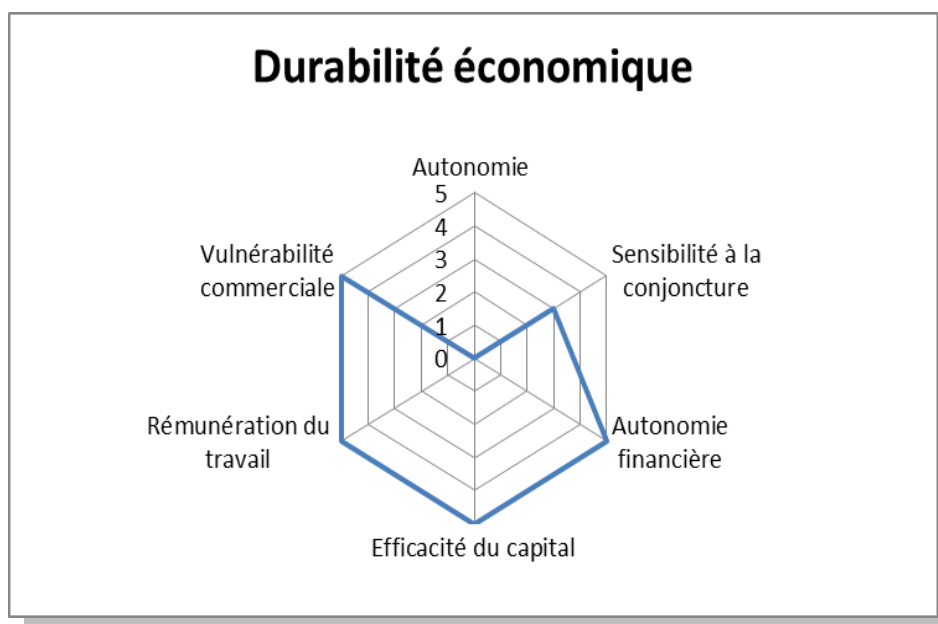 Durabilité économique
Autonomie
5
4
3
2
1
0
Sensibilité à la
conjoncture
Autonomie
financière
Efficacité du capital
Rémunération du
travail
Vulnérabilité
commerciale